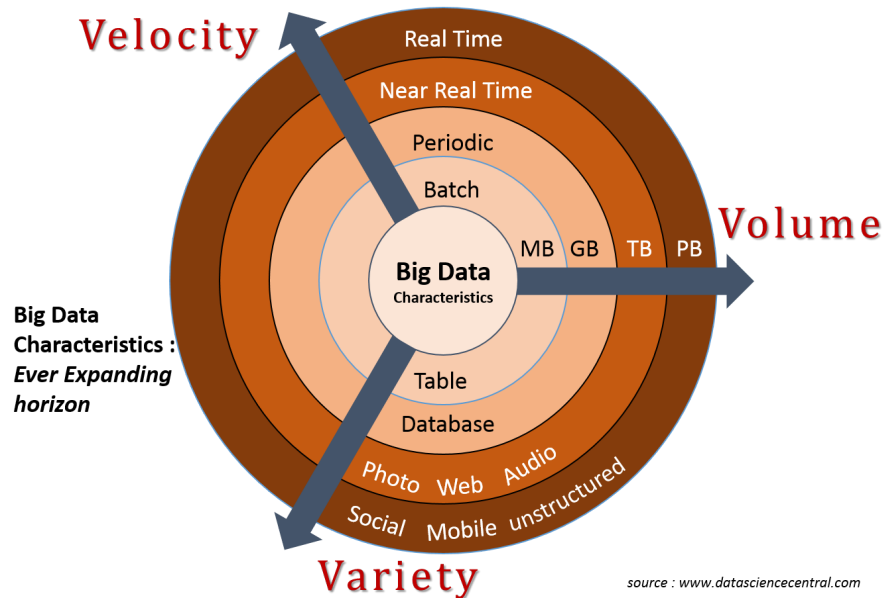 Velocity
Real Time
Near Real Time
Periodic
Batch
Volume
MB GB TB PB
Big Data
Characteristics
Big Data
Characteristics :
Ever Expanding
horizon
Table
Database
Photo Web Audio
Social Mobile unstructured
Variety
source : www.datasciencecentral.com